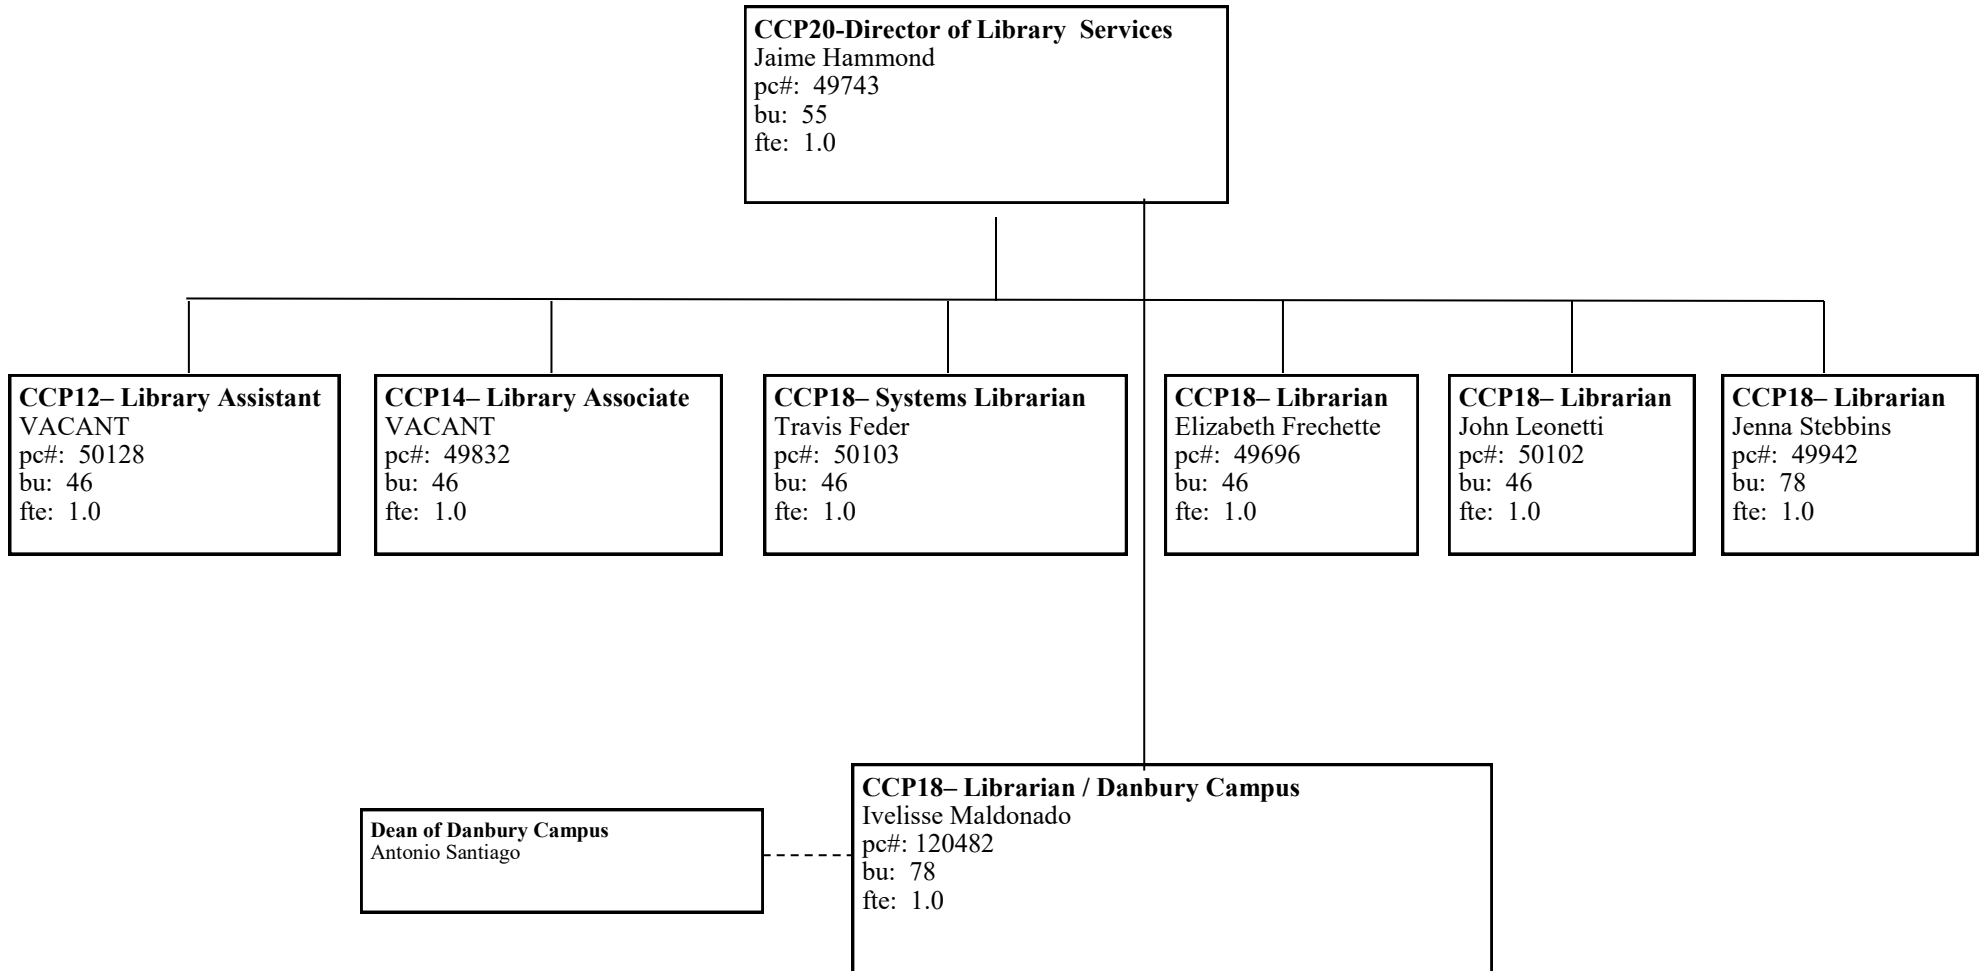 CCP20-Director of Library  Services
Jaime Hammond
pc#:  49743
bu:  55
fte:  1.0
CCP12– Library Assistant
VACANT
pc#:  50128
bu:  46
fte:  1.0
CCP14– Library Associate
VACANT
pc#:  49832
bu:  46
fte:  1.0
CCP18– Systems Librarian
Travis Feder
pc#:  50103
bu:  46
fte:  1.0
CCP18– Librarian
Elizabeth Frechette
pc#:  49696
bu:  46
fte:  1.0
CCP18– Librarian
John Leonetti
pc#:  50102
bu:  46
fte:  1.0
CCP18– Librarian
Jenna Stebbins
pc#:  49942
bu:  78
fte:  1.0
Dean of Danbury Campus
Antonio Santiago
CCP18– Librarian / Danbury Campus
Ivelisse Maldonado
pc#: 120482
bu:  78
fte:  1.0